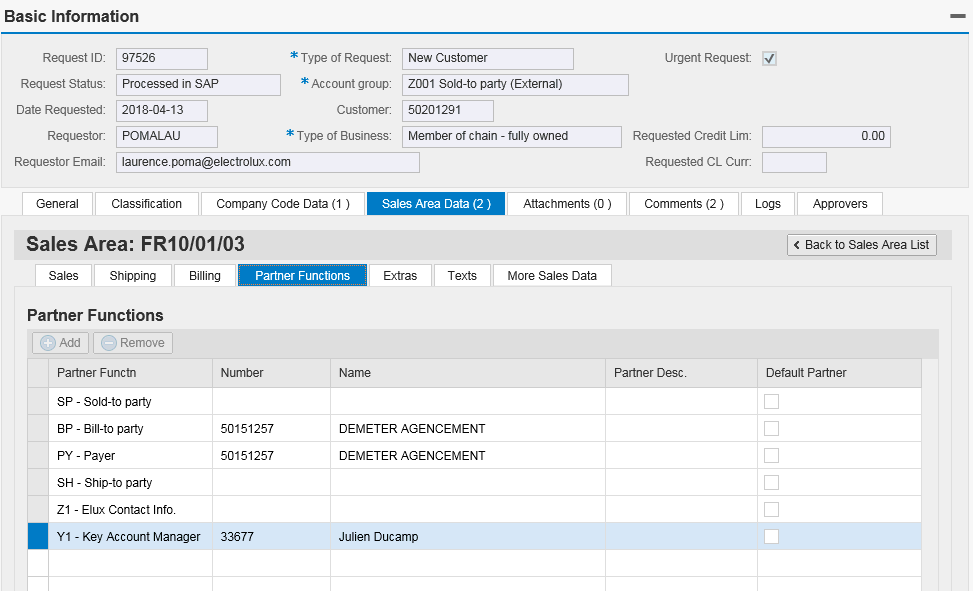 Basic Information
Request ID: 97526 * Type of Request: New Customer Urgent Request:
Request Status: Processed in SAP * Account group: Z001 Sold-to party (External)
Date Requested: 2018-04-13 Customer: 50201291
Requestor: POMALAU * Type of Business: Member of chain - fully owned Requested Credit Lim: 0.00
Requestor Email: laurence.poma@electrolux.com Requested CL Curr:
General Classification Company Code Data (1 ) Sales Area Data (2 ) Attachments (0 ) Comments (2 ) Logs Approvers
Sales Area: FR10/01/03 Back to Sales Area List
Sales Shipping Billing Partner Functions Extras Texts More Sales Data
Partner Functions
Add Remove
Partner Functn Number Name Partner Desc. Default Partner
SP - Sold-to party
BP - Bill-to party 50151257 DEMETER AGENCEMENT
PY - Payer 50151257 DEMETER AGENCEMENT
SH - Ship-to party
Z1 - Elux Contact Info.
Y1 - Key Account Manager 33677 Julien Ducamp